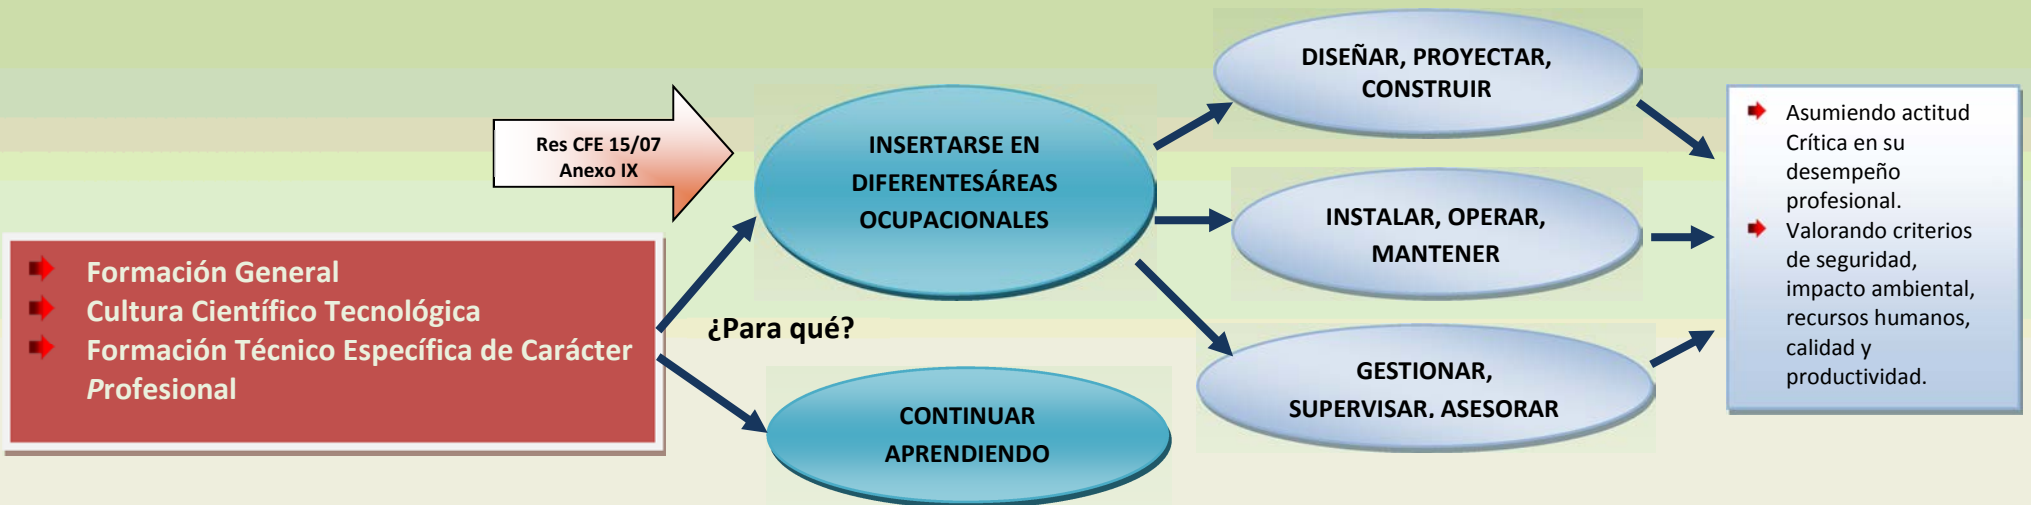 Res CFE 15/07
Anexo IX
Formación General
Cultura Científico Tecnológica
Formación Técnico Específica de Carácter
Profesional
¿Para qué?
INSERTARSE EN
DIFERENTESÁREAS
OCUPACIONALES
CONTINUAR
APRENDIENDO
DISEÑAR, PROYECTAR,
CONSTRUIR
INSTALAR, OPERAR,
MANTENER
GESTIONAR,
SUPERVISAR, ASESORAR
Asumiendo actitud
Crítica en su
desempeño
profesional.
Valorando criterios
de seguridad,
impacto ambiental,
recursos humanos,
calidad y
productividad.